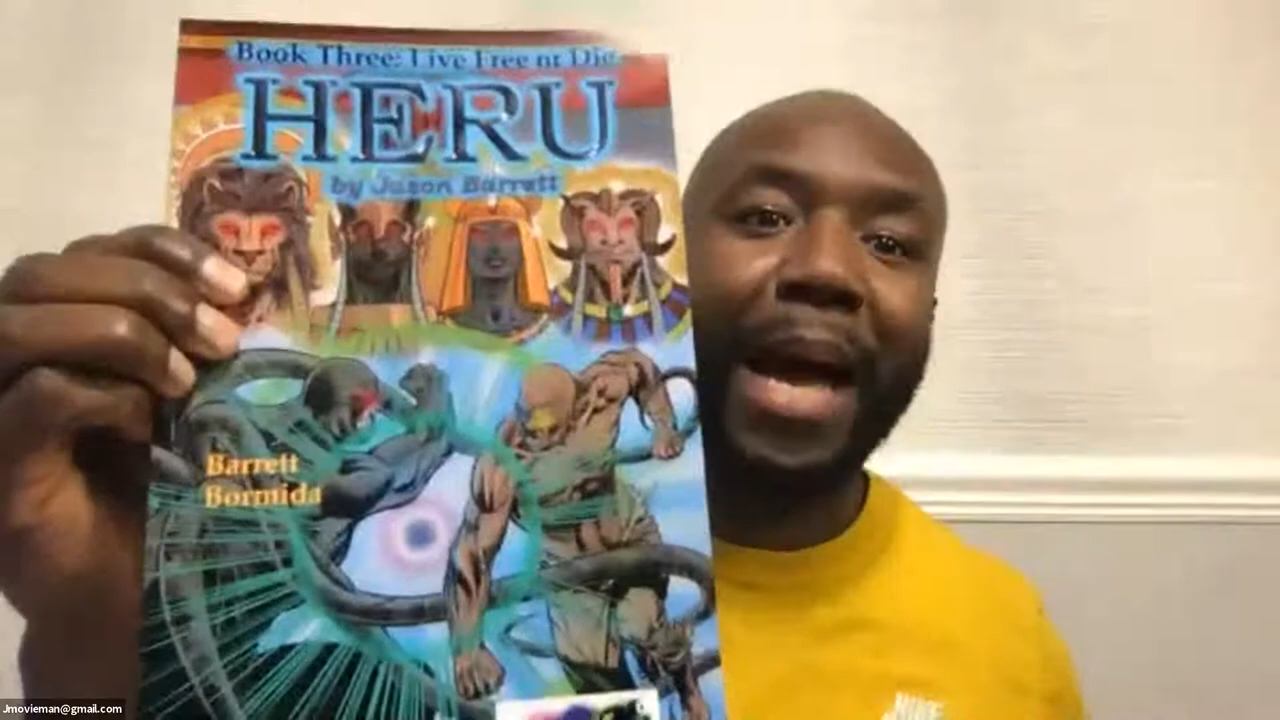 Book Three: Live Free or Die
HERU
by Jason Barrett
Barrett
Bormida
NIKE
Jmovieman@gmail.com